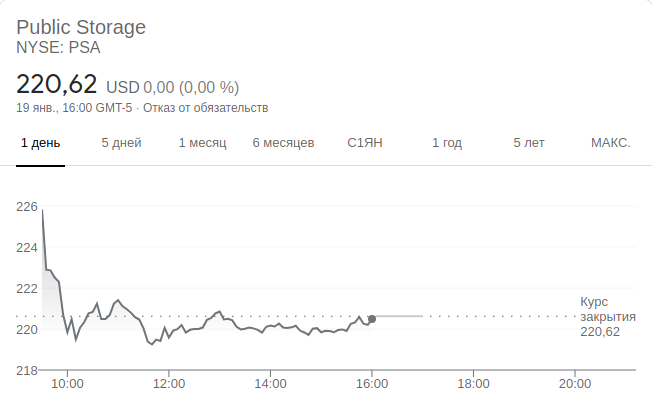 Public Storage
NYSE: PSA
220,62 USD 0,00 (0,00 %)
19 янв., 16:00 GMT-5 · Отказ от обязательств
1 день 5 дней 1 месяц 6 месяцев С1ЯН 1 год 5 лет МАКС.
226
224
222
220
218
Курс
закрытия
220,62
10:00 12:00 14:00 16:00 18:00 20:00